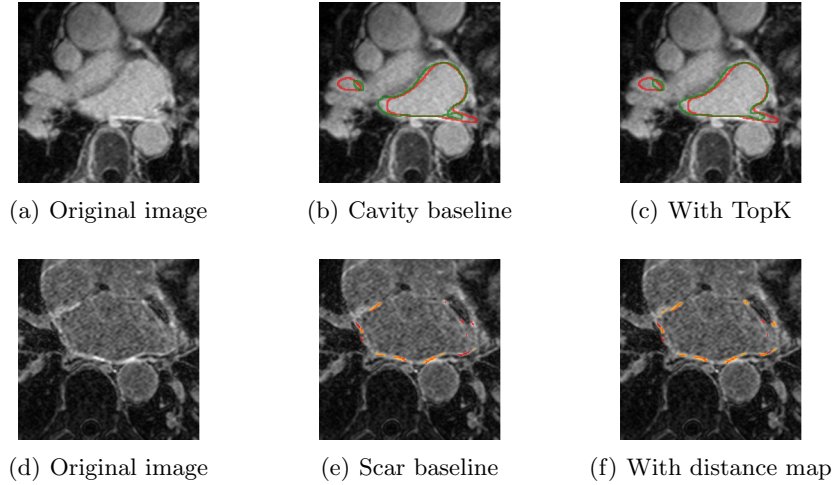 (a) Original image (b) Cavity baseline (c) With TopK
(d) Original image (e) Scar baseline (f) With distance map